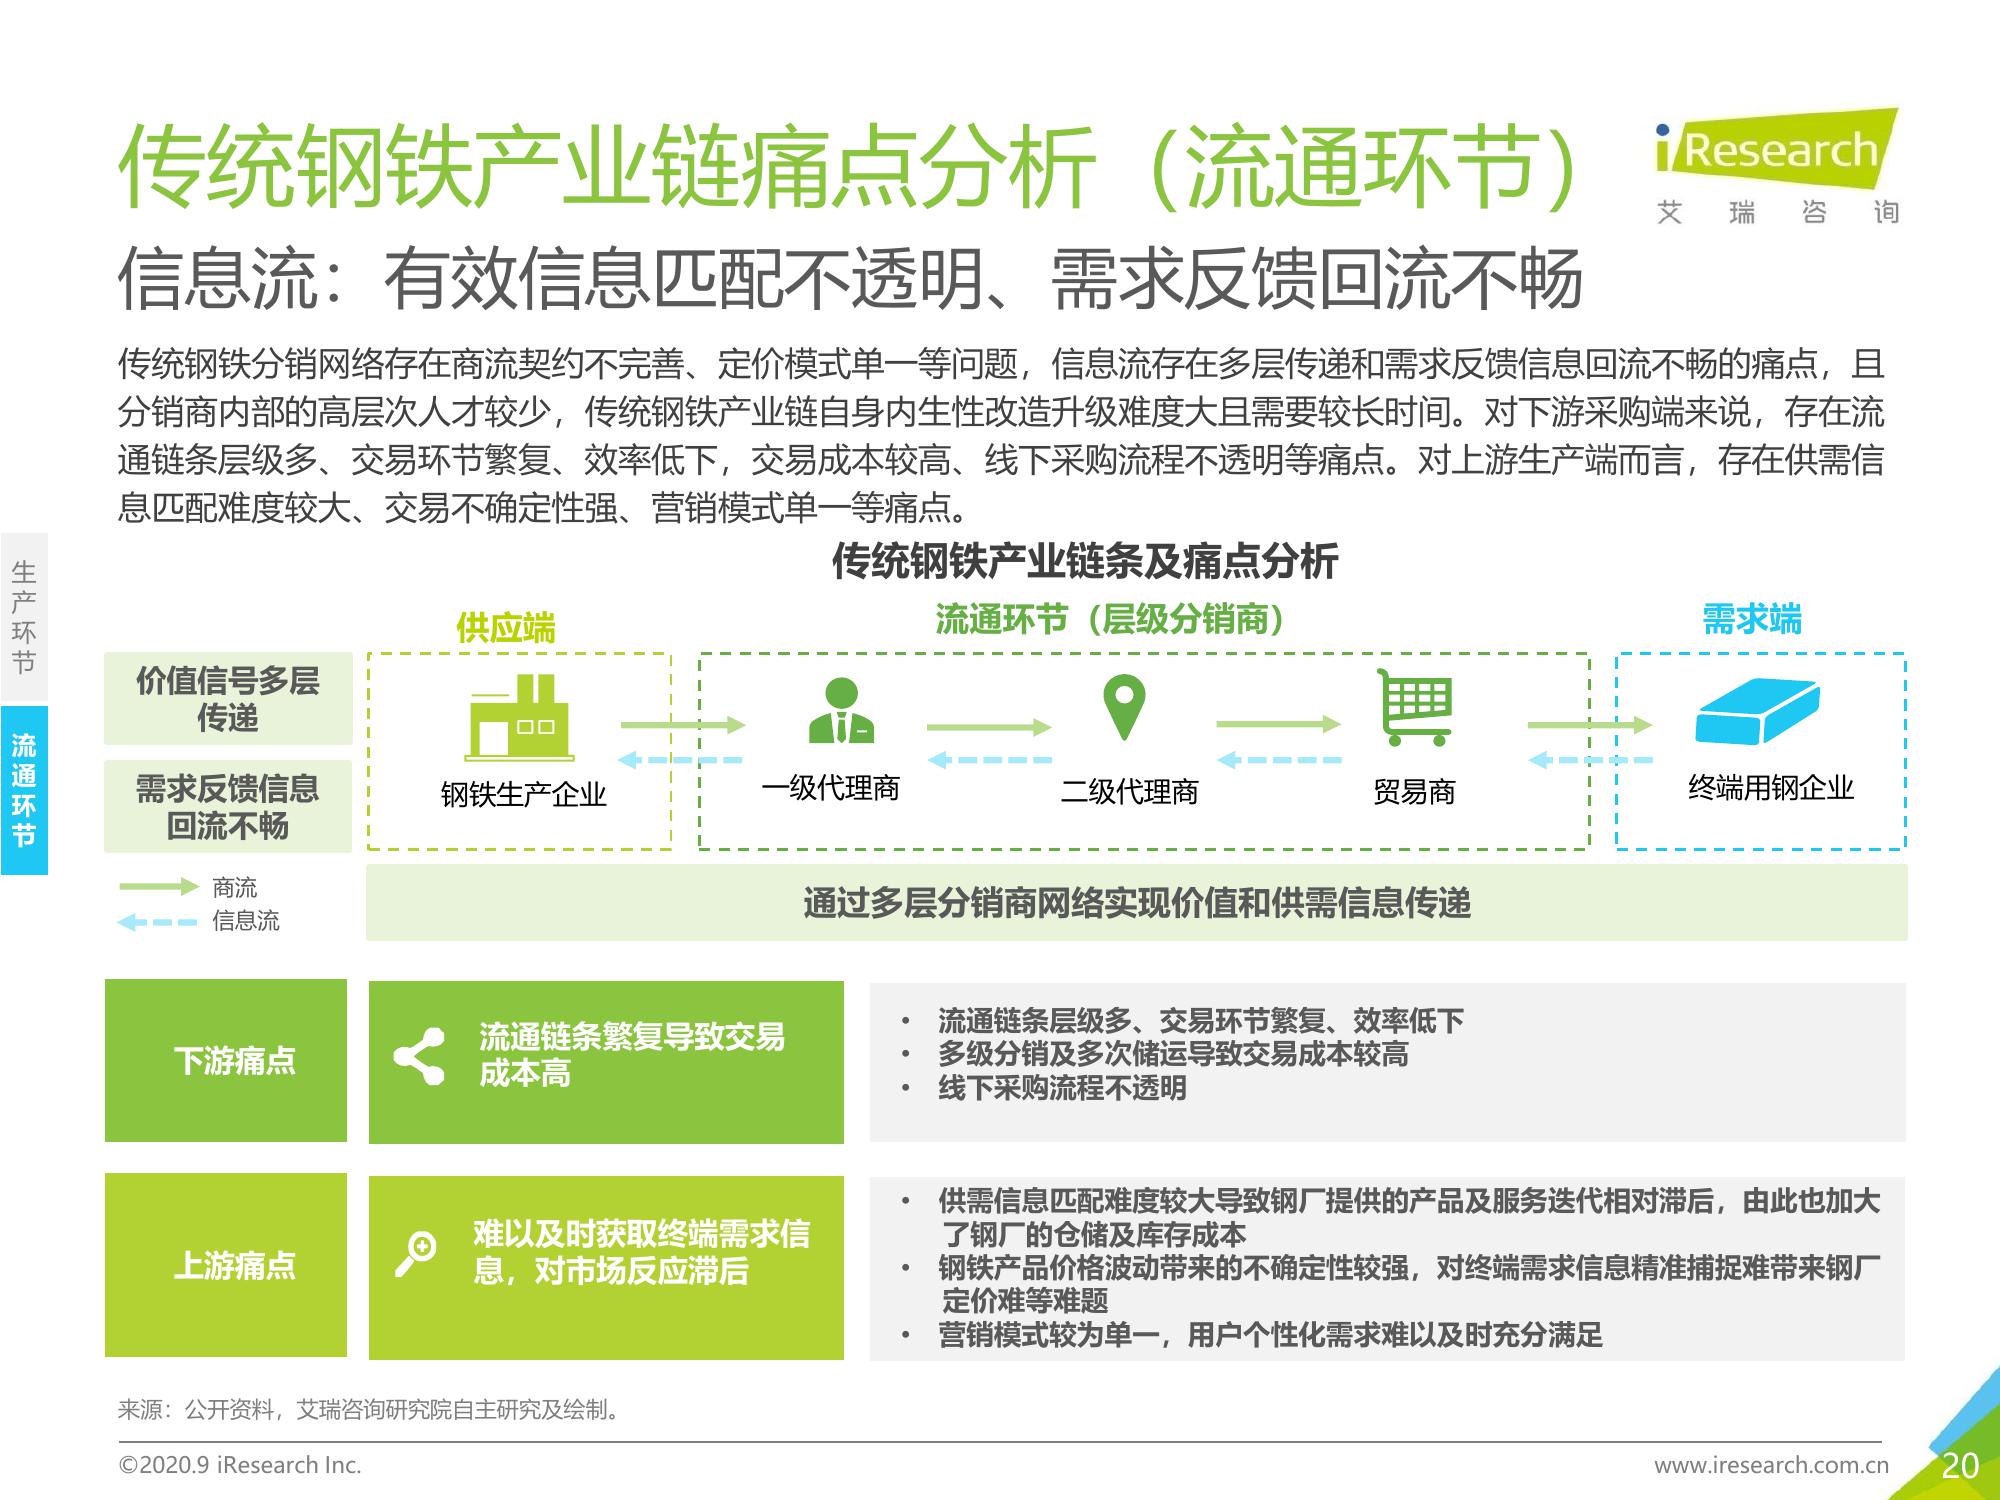 传统钢铁产业链痛点分析（流通环节）
iResearch
艾瑞咨询
信息流：有效信息匹配不透明、需求反馈回流不畅
传统钢铁分销网络存在商流契约不完善、定价模式单一等问题，信息流存在多层传递和需求反馈信息回流不畅的痛点，且
分销商内部的高层次人才较少，传统钢铁产业链自身内生性改造升级难度大且需要较长时间。对下游采购端来说，存在流
通链条层级多、交易环节繁复、效率低下，交易成本较高、线下采购流程不透明等痛点。对上游生产端而言，存在供需信
息匹配难度较大、交易不确定性强、营销模式单一等痛点。
生产环节
流通环节
传统钢铁产业链条及痛点分析
供应端
流通环节（层级分销商）
需求端
价值信号多层
传递
需求反馈信息
回流不畅
钢铁生产企业
一级代理商
二级代理商
贸易商
终端用钢企业
商流
信息流
通过多层分销商网络实现价值和供需信息传递
下游痛点
流通链条繁复导致交易
成本高
• 流通链条层级多、交易环节繁复、效率低下
• 多级分销及多次储运导致交易成本较高
• 线下采购流程不透明
上游痛点
难以及时获取终端需求信
息，对市场反应滞后
• 供需信息匹配难度较大导致钢厂提供的产品及服务迭代相对滞后，由此也加大
了钢厂的仓储及库存成本
• 钢铁产品价格波动带来的不确定性较强，对终端需求信息精准捕捉难带来钢厂
定价难等难题
• 营销模式较为单一，用户个性化需求难以及时充分满足
来源：公开资料，艾瑞咨询研究院自主研究及绘制。
©2020.9 iResearch Inc.
www.iresearch.com.cn
20